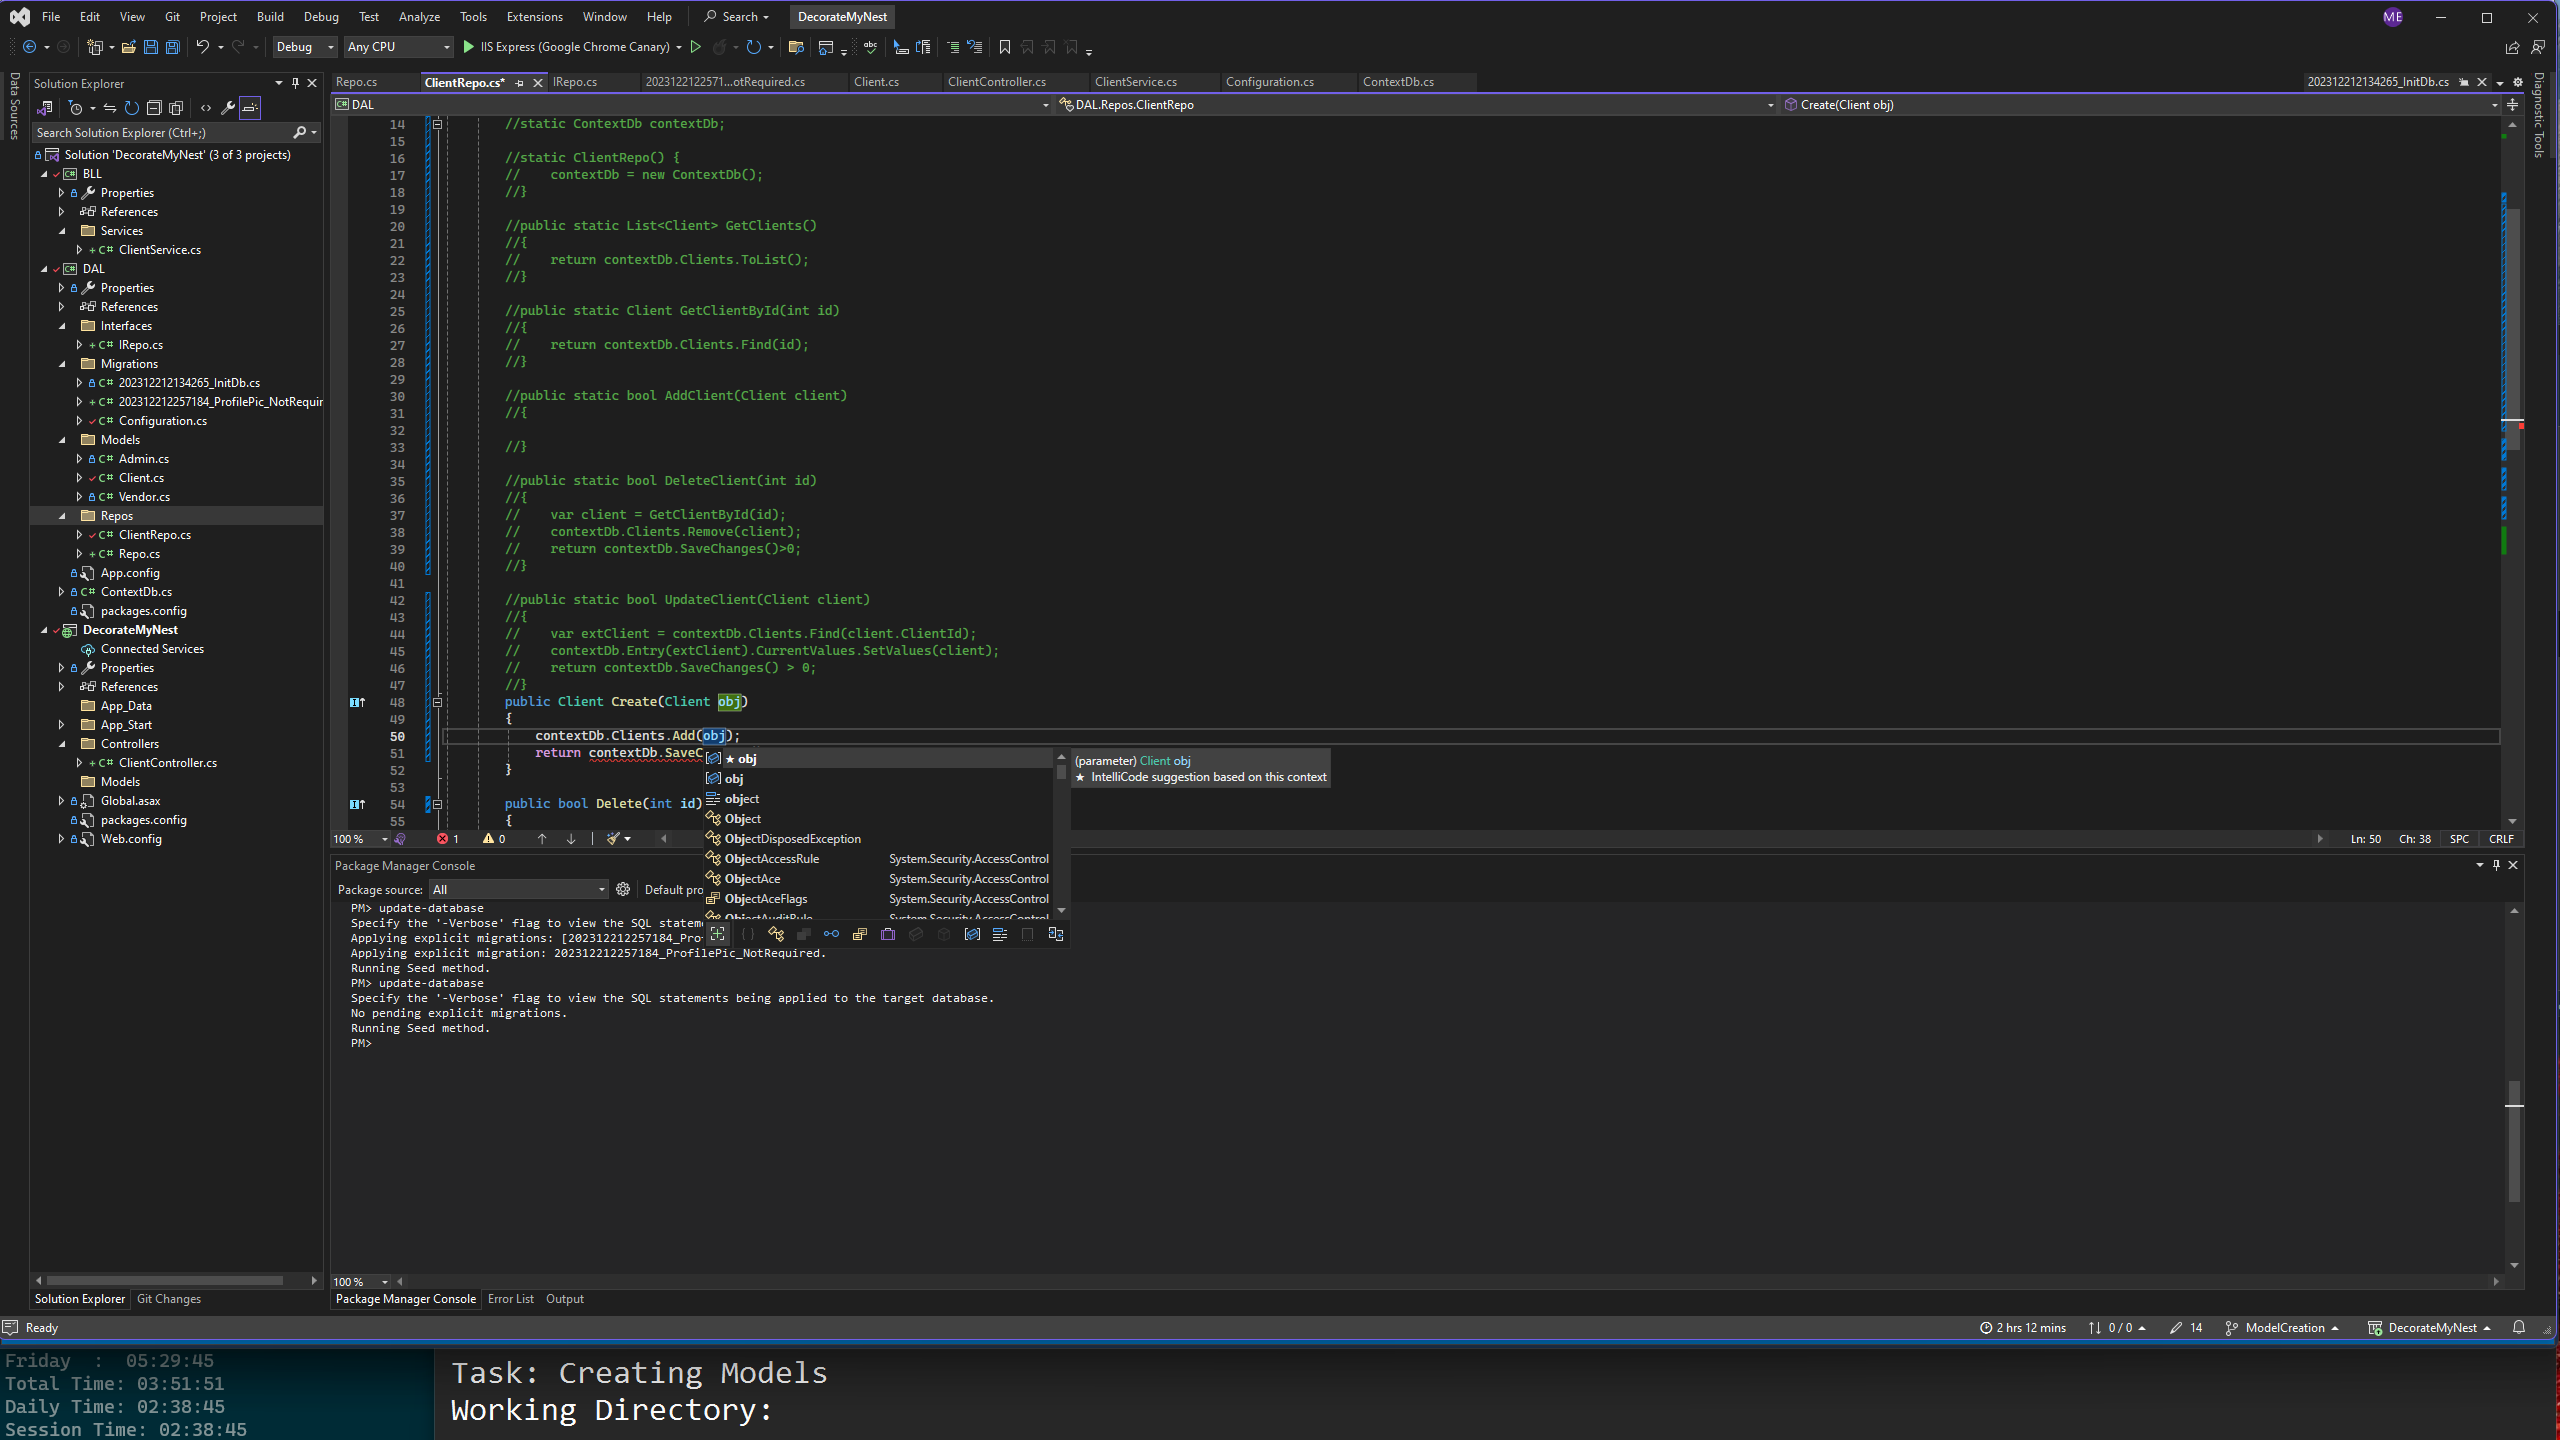 File Edit View Git Project Build Debug Test Analyze Tools Extensions Window Help Search DecorateMyNest ME
Debug Any CPU IIS Express (Google Chrome Canary)
Data Sources
Solution Explorer
Search Solution Explorer (Ctrl+;)
Solution 'DecorateMyNest' (3 of 3 projects)
BLL
Properties
References
Services
ClientService.cs
DAL
Properties
References
Interfaces
IRepo.cs
Migrations
202312212134265_InitDb.cs
202312212257184_ProfilePic_NotRequir
Configuration.cs
Models
Admin.cs
Client.cs
Vendor.cs
Repos
ClientRepo.cs
Repo.cs
App.config
ContextDb.cs
packages.config
DecorateMyNest
Connected Services
Properties
References
App_Data
App_Start
Controllers
ClientController.cs
Models
Global.asax
packages.config
Web.config
Solution Explorer Git Changes
Repo.cs ClientRepo.cs* IRepo.cs 2023122122571...otRequired.cs Client.cs ClientController.cs ClientService.cs Configuration.cs ContextDb.cs 202312212134265_InitDb.cs
DAL DAL.Repos.ClientRepo Create(Client obj)
14 //static ContextDb contextDb;
15
16 //static ClientRepo() {
17 //    contextDb = new ContextDb();
18 //}
19
20 //public static List<Client> GetClients()
21 //{
22 //    return contextDb.Clients.ToList();
23 //}
24
25 //public static Client GetClientById(int id)
26 //{
27 //    return contextDb.Clients.Find(id);
28 //}
29
30 //public static bool AddClient(Client client)
31 //{
32
33 //}
34
35 //public static bool DeleteClient(int id)
36 //{
37 //    var client = GetClientById(id);
38 //    contextDb.Clients.Remove(client);
39 //    return contextDb.SaveChanges()>0;
40 //}
41
42 //public static bool UpdateClient(Client client)
43 //{
44 //    var extClient = contextDb.Clients.Find(client.ClientId);
45 //    contextDb.Entry(extClient).CurrentValues.SetValues(client);
46 //    return contextDb.SaveChanges() > 0;
47 //}
48 public Client Create(Client obj)
49 {
50     contextDb.Clients.Add(obj);
51     return contextDb.SaveC
52 }
53
54 public bool Delete(int id)
55 {
★ obj
obj
object
Object
ObjectDisposedException
ObjectAccessRule System.Security.AccessControl
ObjectAce System.Security.AccessControl
ObjectAceFlags System.Security.AccessControl
ObjectAuditRule System.Security.AccessControl
(parameter) Client obj
★ IntelliCode suggestion based on this context
100 % 1 0 Ln: 50 Ch: 38 SPC CRLF
Diagnostic Tools
Package Manager Console
Package source: All Default pro
PM> update-database
Specify the '-Verbose' flag to view the SQL statem
Applying explicit migrations: [202312212257184_Pro
Applying explicit migration: 202312212257184_ProfilePic_NotRequired.
Running Seed method.
PM> update-database
Specify the '-Verbose' flag to view the SQL statements being applied to the target database.
No pending explicit migrations.
Running Seed method.
PM>
100 %
Package Manager Console Error List Output
Ready 2 hrs 12 mins 0 / 0 14 ModelCreation DecorateMyNest
Friday : 05:29:45
Total Time: 03:51:51
Daily Time: 02:38:45
Session Time: 02:38:45
Task: Creating Models
Working Directory: